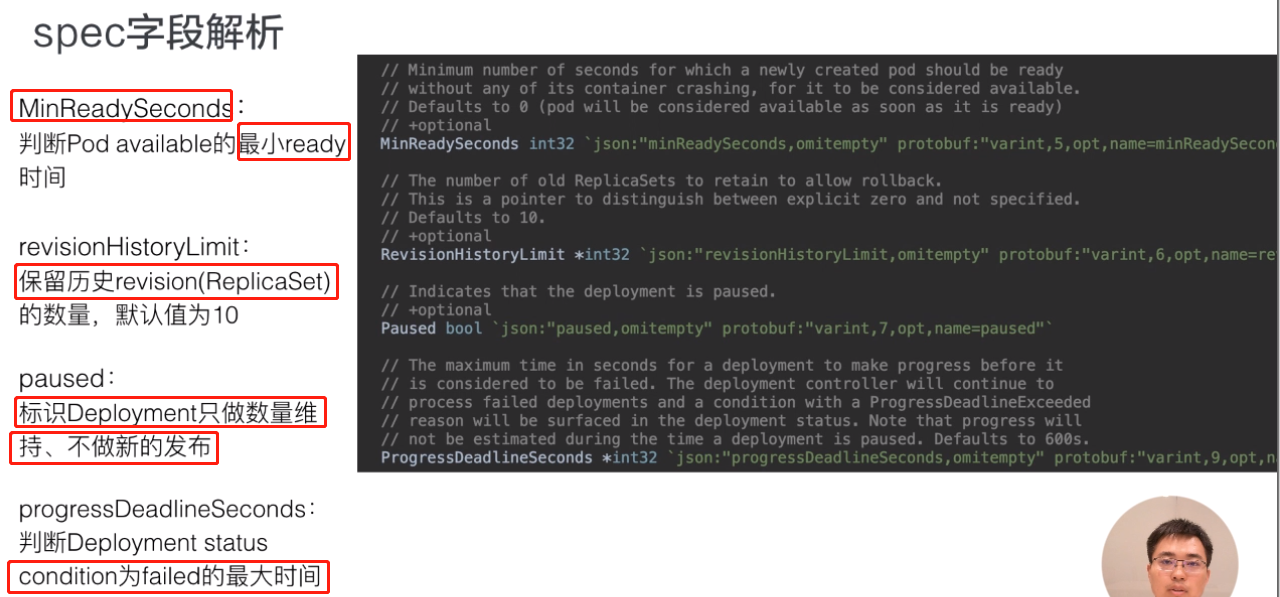 spec字段解析
MinReadySeconds：
判断Pod available的最小ready
时间
revisionHistoryLimit：
保留历史revision(ReplicaSet)
的数量，默认值为10
paused：
标识Deployment只做数量维
持、不做新的发布
progressDeadlineSeconds：
判断Deployment status
condition为failed的最大时间
// Minimum number of seconds for which a newly created pod should be ready
// without any of its container crashing, for it to be considered available.
// Defaults to 0 (pod will be considered available as soon as it is ready)
// +optional
MinReadySeconds int32 `json:"minReadySeconds,omitempty" protobuf:"varint,5,opt,name=minReadySecon
// The number of old ReplicaSets to retain to allow rollback.
// This is a pointer to distinguish between explicit zero and not specified.
// Defaults to 10.
// +optional
RevisionHistoryLimit *int32 `json:"revisionHistoryLimit,omitempty" protobuf:"varint,6,opt,name=re
// Indicates that the deployment is paused.
// +optional
Paused bool `json:"paused,omitempty" protobuf:"varint,7,opt,name=paused"`
// The maximum time in seconds for a deployment to make progress before it
// is considered to be failed. The deployment controller will continue to
// process failed deployments and a condition with a ProgressDeadlineExceeded
// reason will be surfaced in the deployment status. Note that progress will
// not be estimated during the time a deployment is paused. Defaults to 600s.
ProgressDeadlineSeconds *int32 `json:"progressDeadlineSeconds,omitempty" protobuf:"varint,9,opt,n